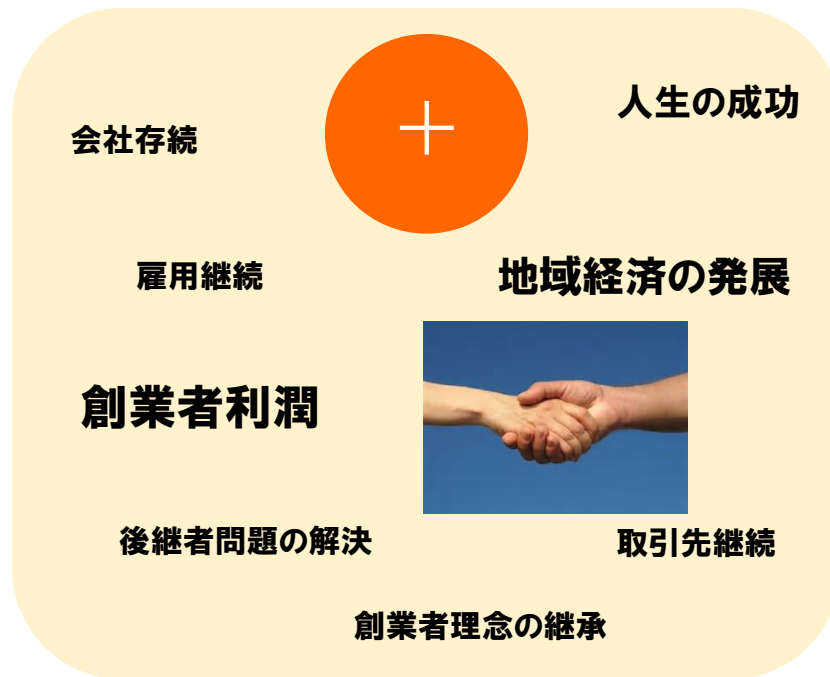 人生の成功
会社存続
雇用継続
地域経済の発展
創業者利潤
後継者問題の解決
取引先継続
創業者理念の継承